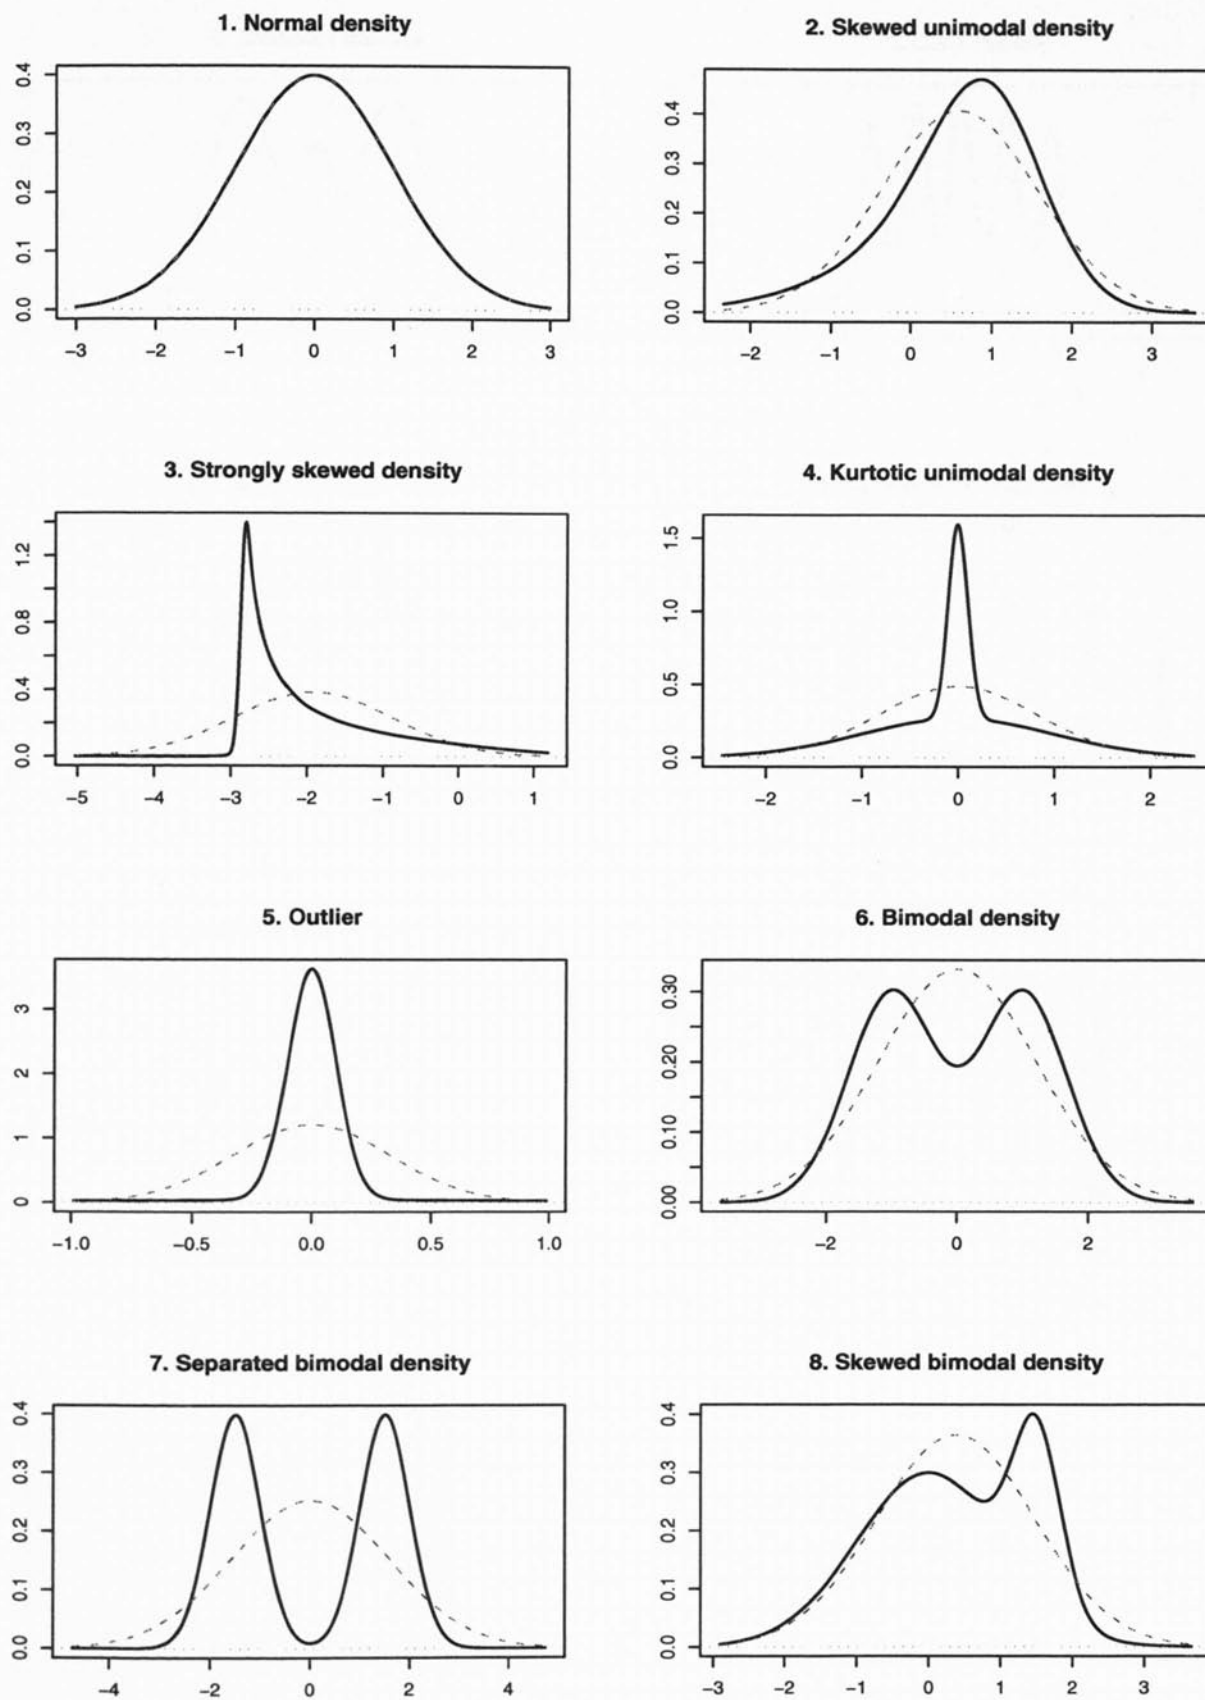 1. Normal density
2. Skewed unimodal density
0.4
0.3
0.2
0.1
0.0
−3 −2 −1 0 1 2 3
0.4
0.3
0.2
0.1
0.0
−2 −1 0 1 2 3
3. Strongly skewed density
4. Kurtotic unimodal density
1.2
0.8
0.4
0.0
−5 −4 −3 −2 −1 0 1
1.5
1.0
0.5
0.0
−2 −1 0 1 2
5. Outlier
6. Bimodal density
3
2
1
0
−1.0 −0.5 0.0 0.5 1.0
0.30
0.20
0.10
0.00
−2 0 2
7. Separated bimodal density
8. Skewed bimodal density
0.4
0.3
0.2
0.1
0.0
−4 −2 0 2 4
0.4
0.3
0.2
0.1
0.0
−3 −2 −1 0 1 2 3